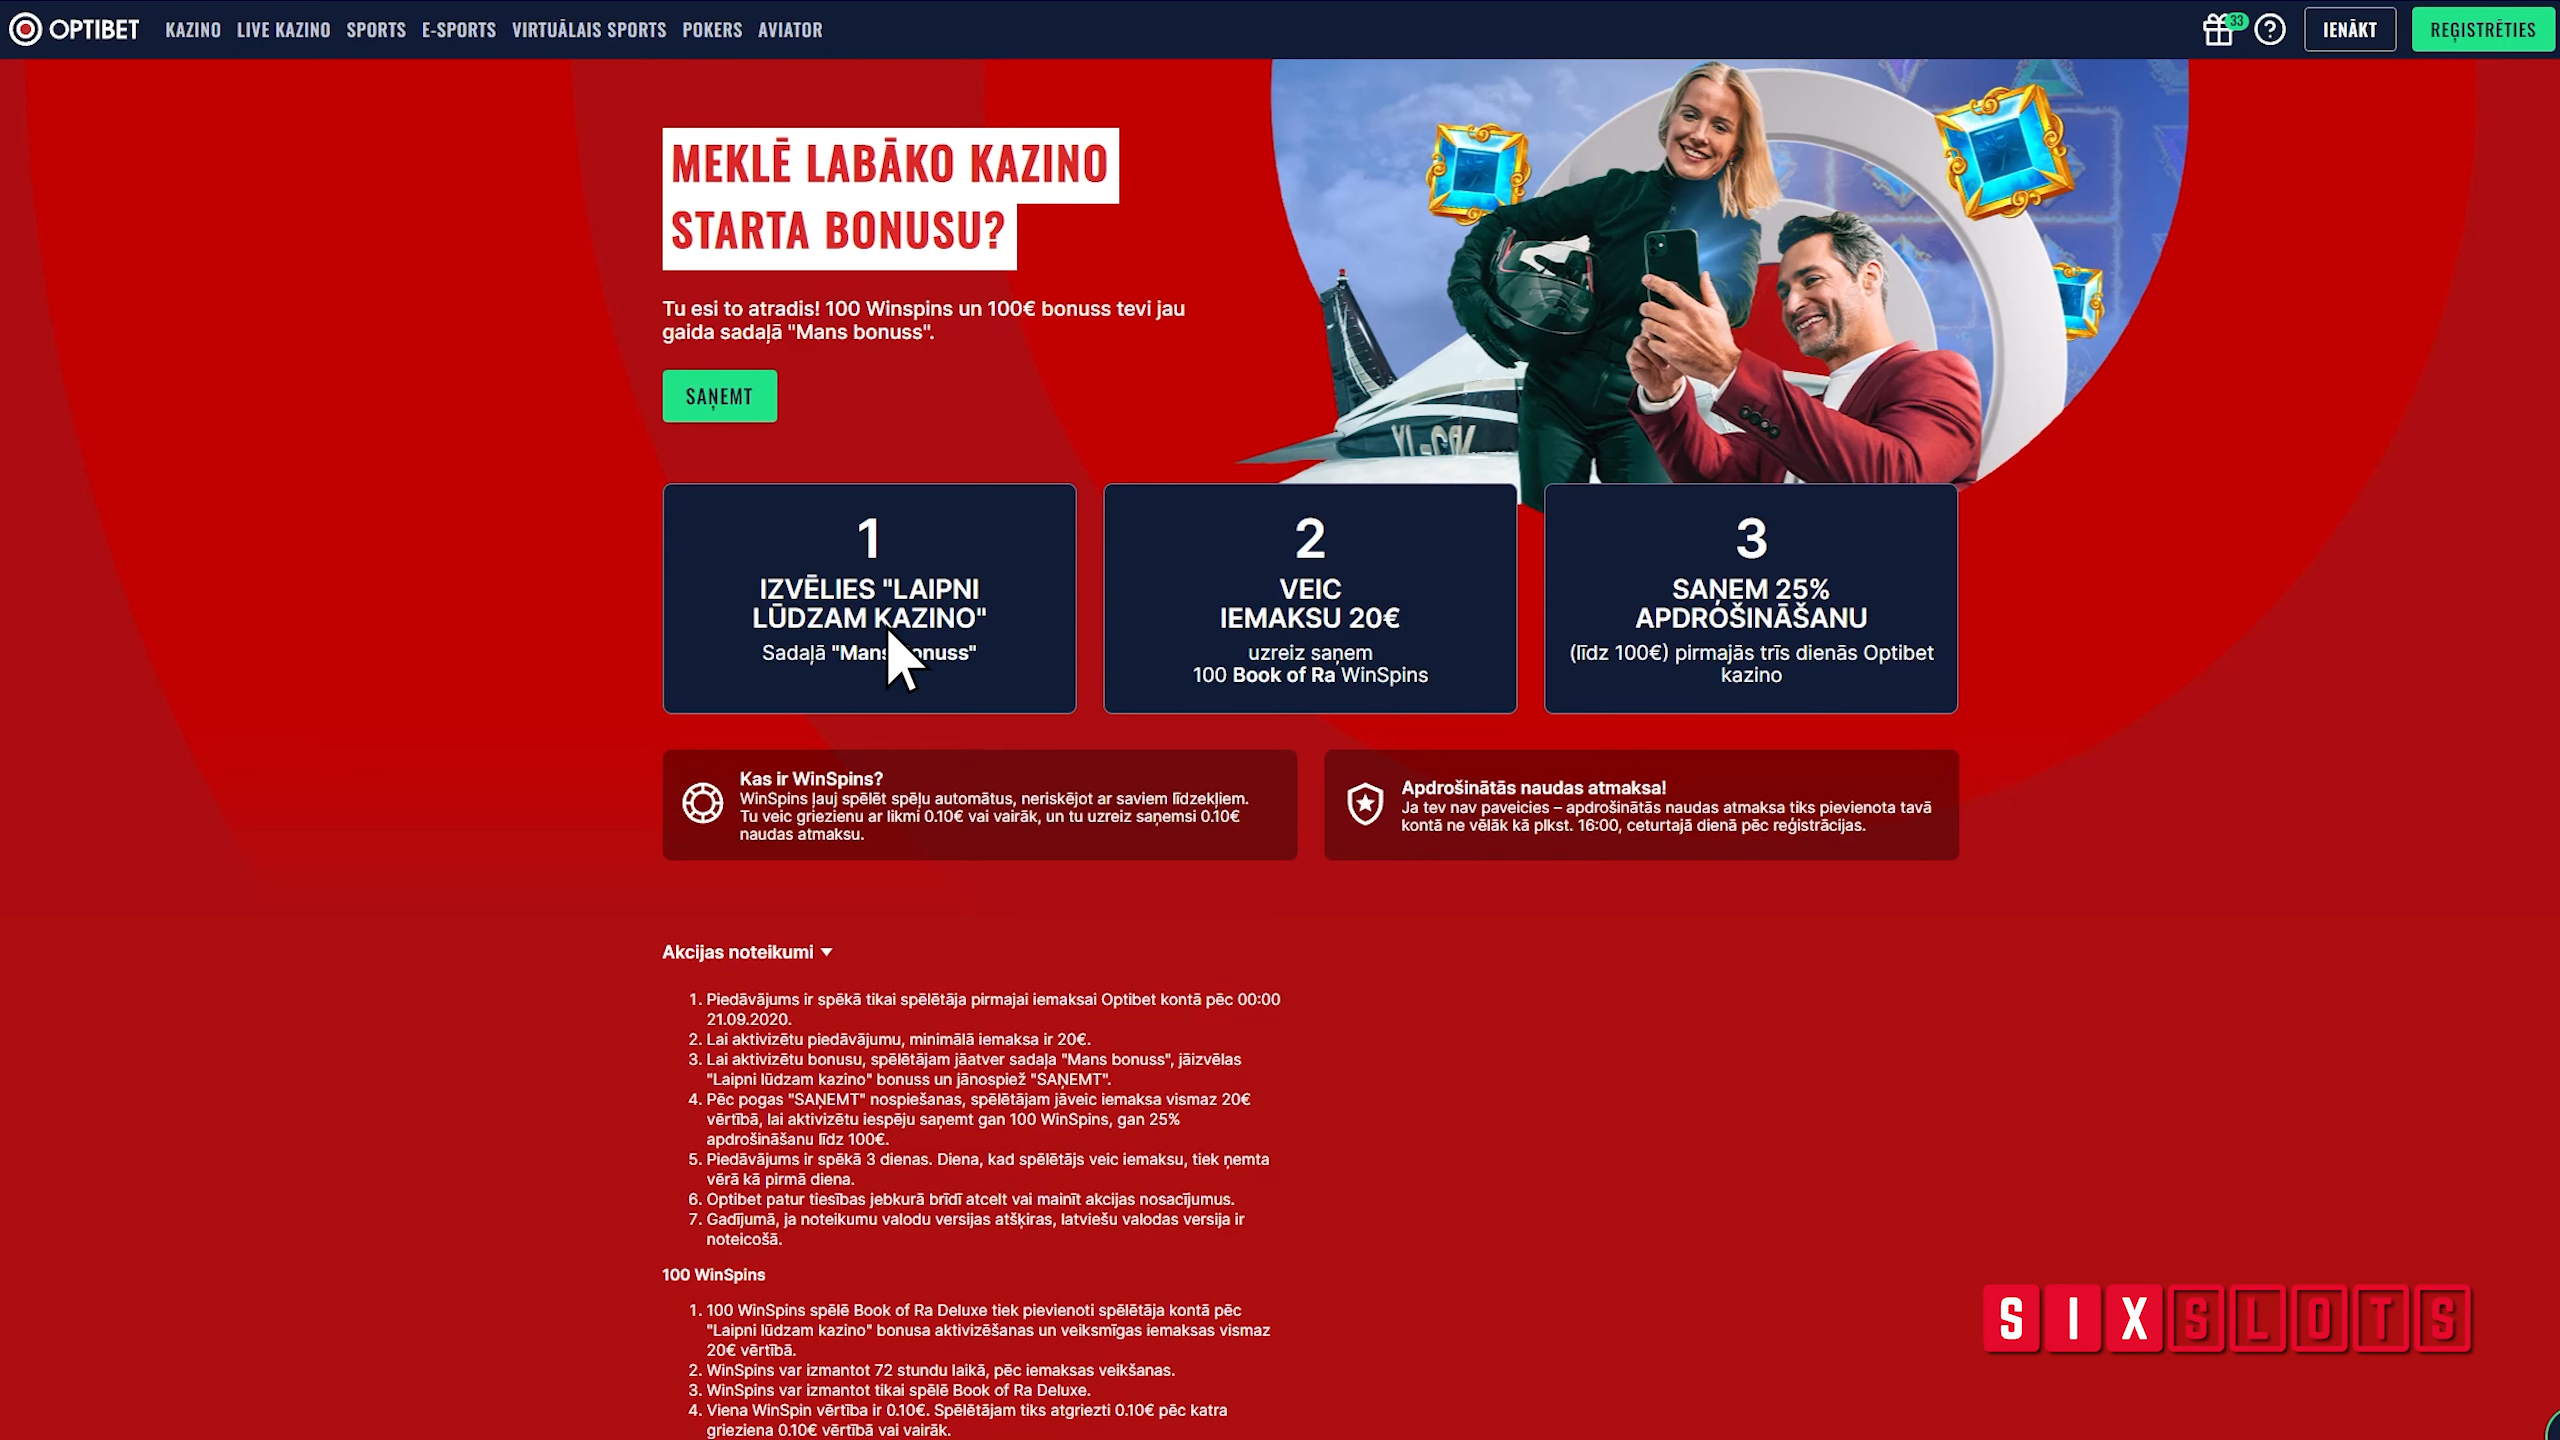 OPTIBET KAZINO LIVE KAZINO SPORTS E-SPORTS VIRTUĀLAIS SPORTS POKERS AVIATOR 33 ? IENĀKT REĢISTRĒTIES
MEKLĒ LABĀKO KAZINO
STARTA BONUSU?
Tu esi to atradis! 100 Winspins un 100€ bonuss tevi jau
gaida sadaļā "Mans bonuss".
SAŅEMT
1
IZVĒLIES "LAIPNI
LŪDZAM KAZINO"
Sadaļā "Mans bonuss"
2
VEIC
IEMAKSU 20€
uzreiz saņem
100 Book of Ra WinSpins
3
SAŅEM 25%
APDROŠINĀŠANU
(līdz 100€) pirmajās trīs dienās Optibet
kazino
Kas ir WinSpins?
WinSpins ļauj spēlēt spēļu automātus, neriskējot ar saviem līdzekļiem.
Tu veic griezienu ar likmi 0.10€ vai vairāk, un tu uzreiz saņemsi 0.10€
naudas atmaksu.
Apdrošinātās naudas atmaksa!
Ja tev nav paveicies – apdrošinātās naudas atmaksa tiks pievienota tavā
kontā ne vēlāk kā plkst. 16:00, ceturtajā dienā pēc reģistrācijas.
Akcijas noteikumi
1. Piedāvājums ir spēkā tikai spēlētāja pirmajai iemaksai Optibet kontā pēc 00:00
21.09.2020.
2. Lai aktivizētu piedāvājumu, minimālā iemaksa ir 20€.
3. Lai aktivizētu bonusu, spēlētājam jāatver sadaļa "Mans bonuss", jāizvēlas
"Laipni lūdzam kazino" bonuss un jānospiež "SAŅEMT".
4. Pēc pogas "SAŅEMT" nospiešanas, spēlētājam jāveic iemaksa vismaz 20€
vērtībā, lai aktivizētu iespēju saņemt gan 100 WinSpins, gan 25%
apdrošināšanu līdz 100€.
5. Piedāvājums ir spēkā 3 dienas. Diena, kad spēlētājs veic iemaksu, tiek ņemta
vērā kā pirmā diena.
6. Optibet patur tiesības jebkurā brīdī atcelt vai mainīt akcijas nosacījumus.
7. Gadījumā, ja noteikumu valodu versijas atšķiras, latviešu valodas versija ir
noteicošā.
100 WinSpins
1. 100 WinSpins spēlē Book of Ra Deluxe tiek pievienoti spēlētāja kontā pēc
"Laipni lūdzam kazino" bonusa aktivizēšanas un veiksmīgas iemaksas vismaz
20€ vērtībā.
2. WinSpins var izmantot 72 stundu laikā, pēc iemaksas veikšanas.
3. WinSpins var izmantot tikai spēlē Book of Ra Deluxe.
4. Viena WinSpin vērtība ir 0.10€. Spēlētājam tiks atgriezti 0.10€ pēc katra
grieziena 0.10€ vērtībā vai vairāk.
SIXSLOTS